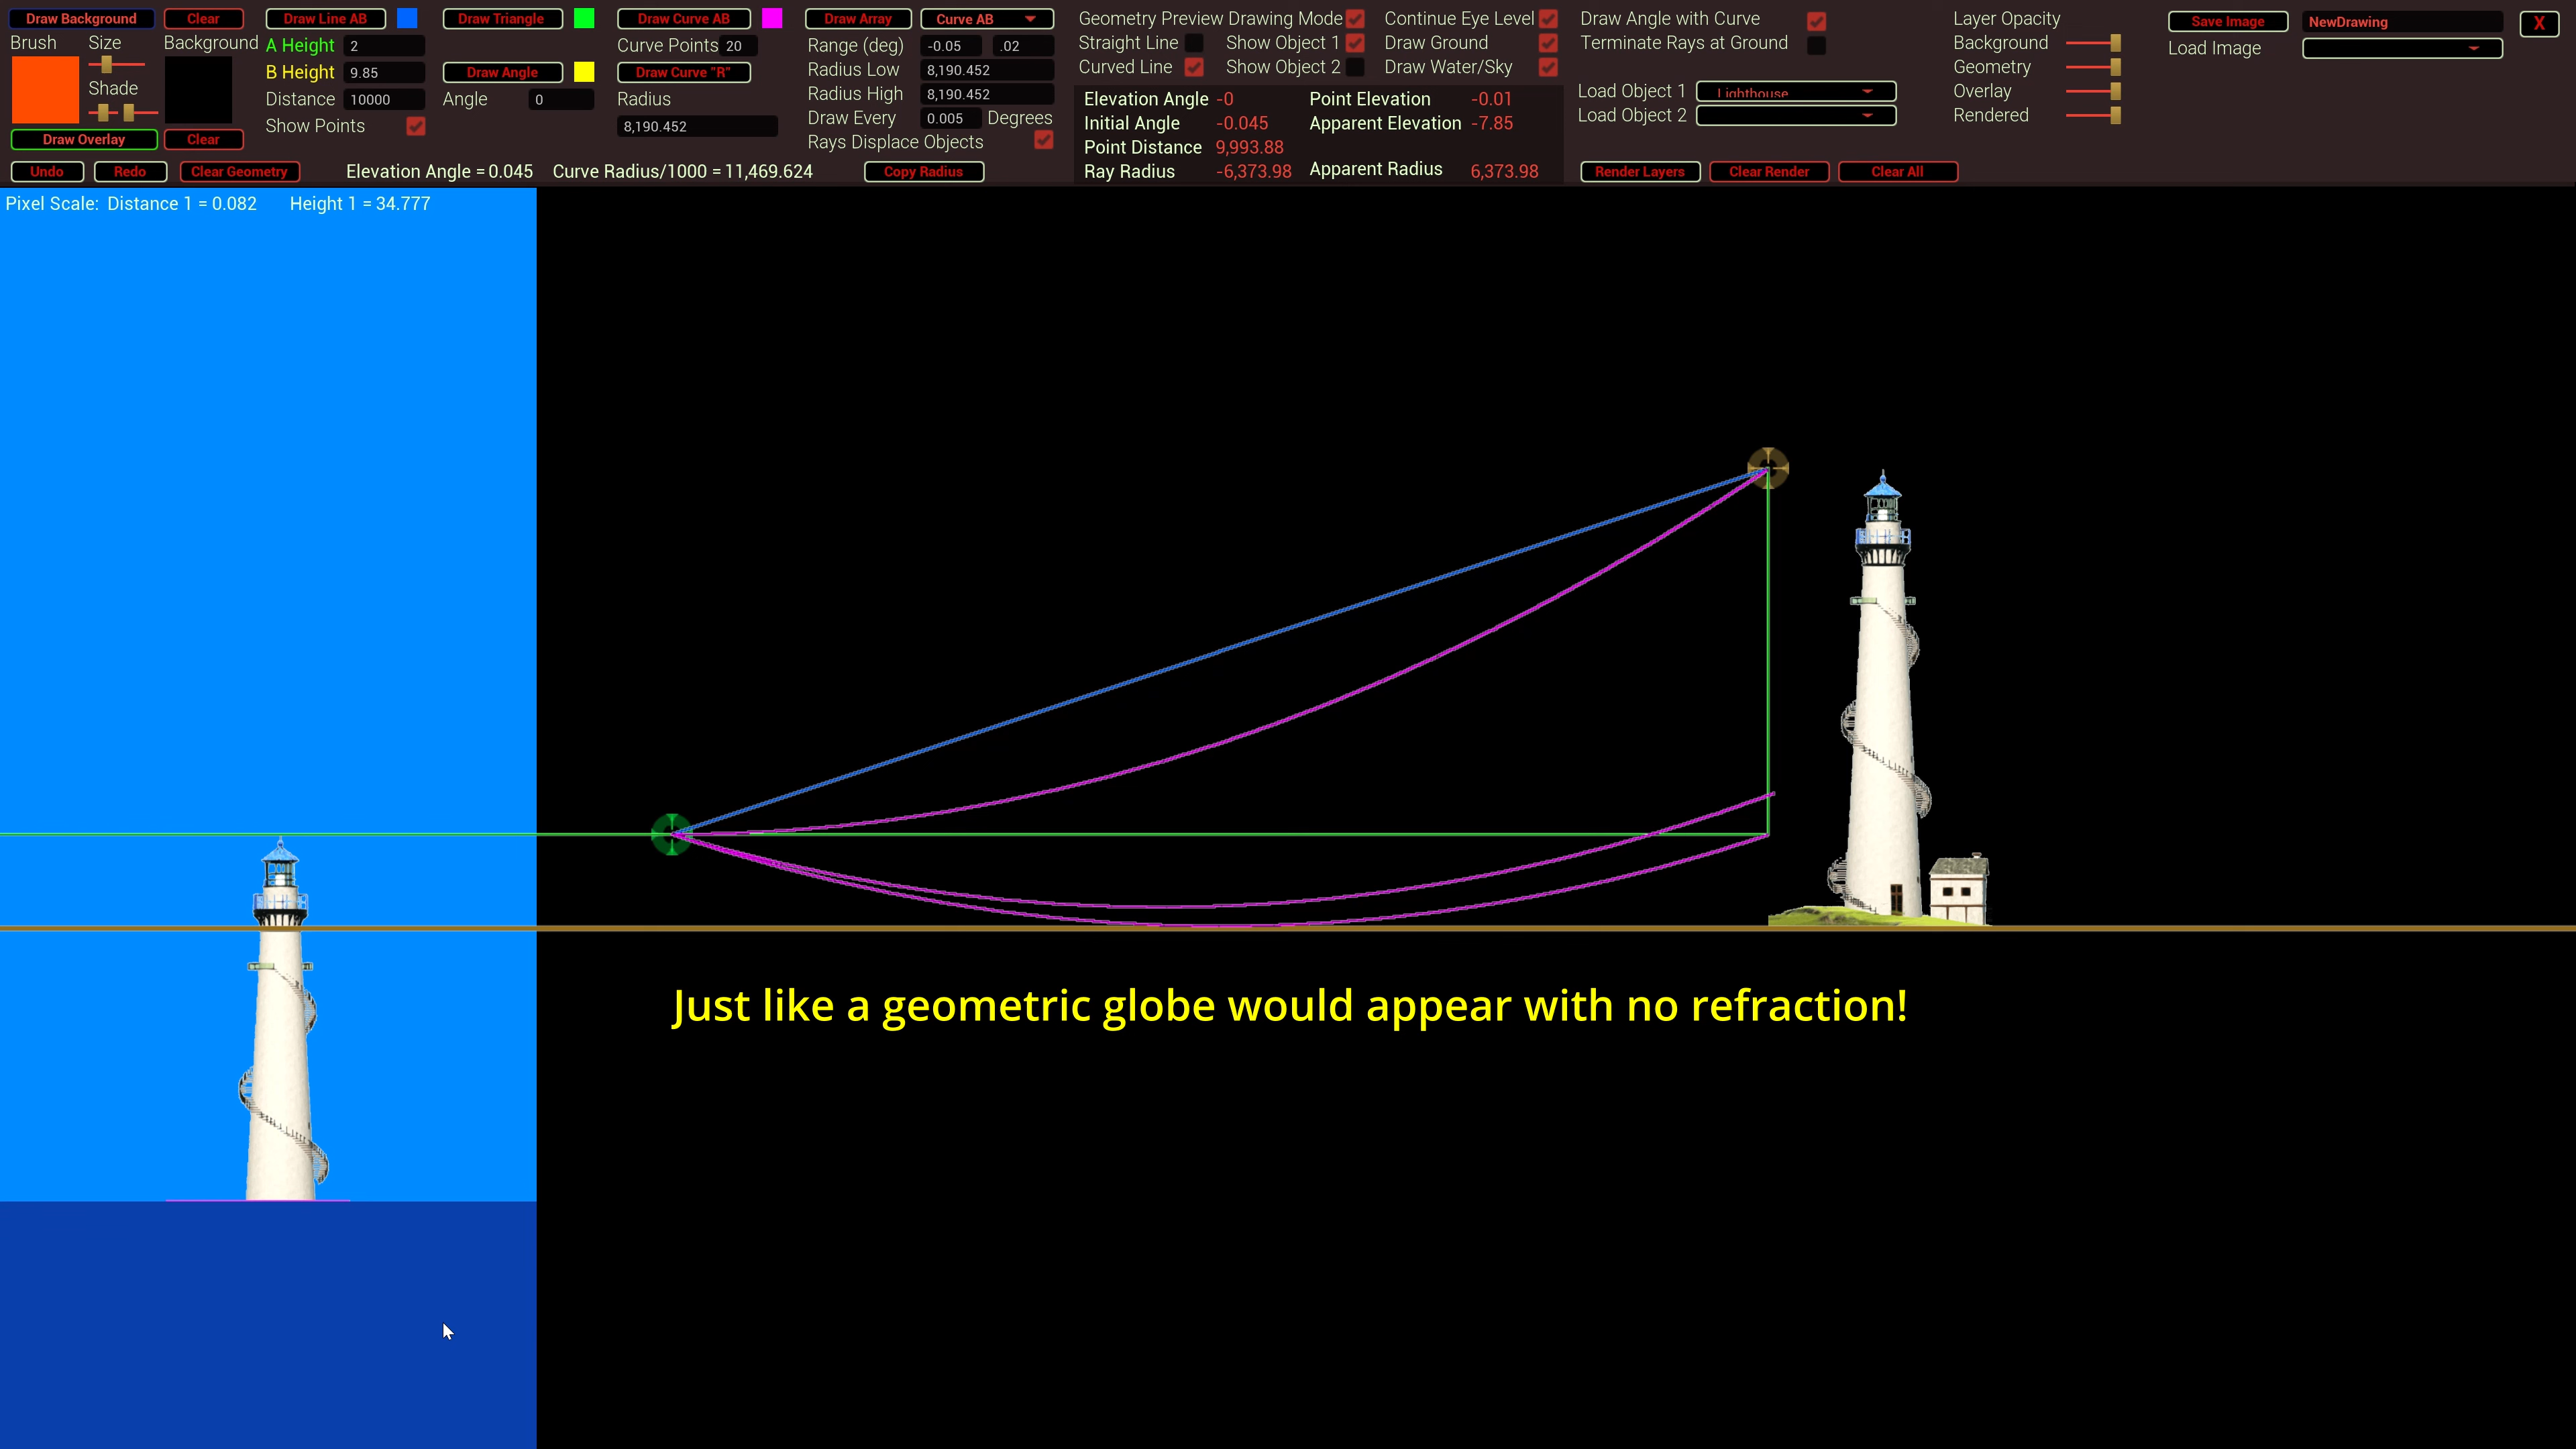 Draw Background Clear Draw Line AB Draw Triangle Draw Curve AB Draw Array Curve AB Geometry Preview Drawing Mode Continue Eye Level Draw Angle with Curve Layer Opacity Save Image NewDrawing X
Brush Size Background A Height 2 Curve Points 20 Range (deg) -0.05 .02 Straight Line Show Object 1 Draw Ground Terminate Rays at Ground Background Load Image
B Height 9.85 Draw Angle Draw Curve "R" Radius Low 8,190.452 Curved Line Show Object 2 Draw Water/Sky Geometry
Shade Distance 10000 Angle 0 Radius Radius High 8,190.452 Elevation Angle -0 Point Elevation -0.01 Load Object 1 Lighthouse Overlay
Show Points 8,190.452 Draw Every 0.005 Degrees Initial Angle -0.045 Apparent Elevation -7.85 Load Object 2 Rendered
Draw Overlay Clear Rays Displace Objects Point Distance 9,993.88
Undo Redo Clear Geometry Elevation Angle = 0.045 Curve Radius/1000 = 11,469.624 Copy Radius Ray Radius -6,373.98 Apparent Radius 6,373.98 Render Layers Clear Render Clear All
Pixel Scale: Distance 1 = 0.082 Height 1 = 34.777
Just like a geometric globe would appear with no refraction!